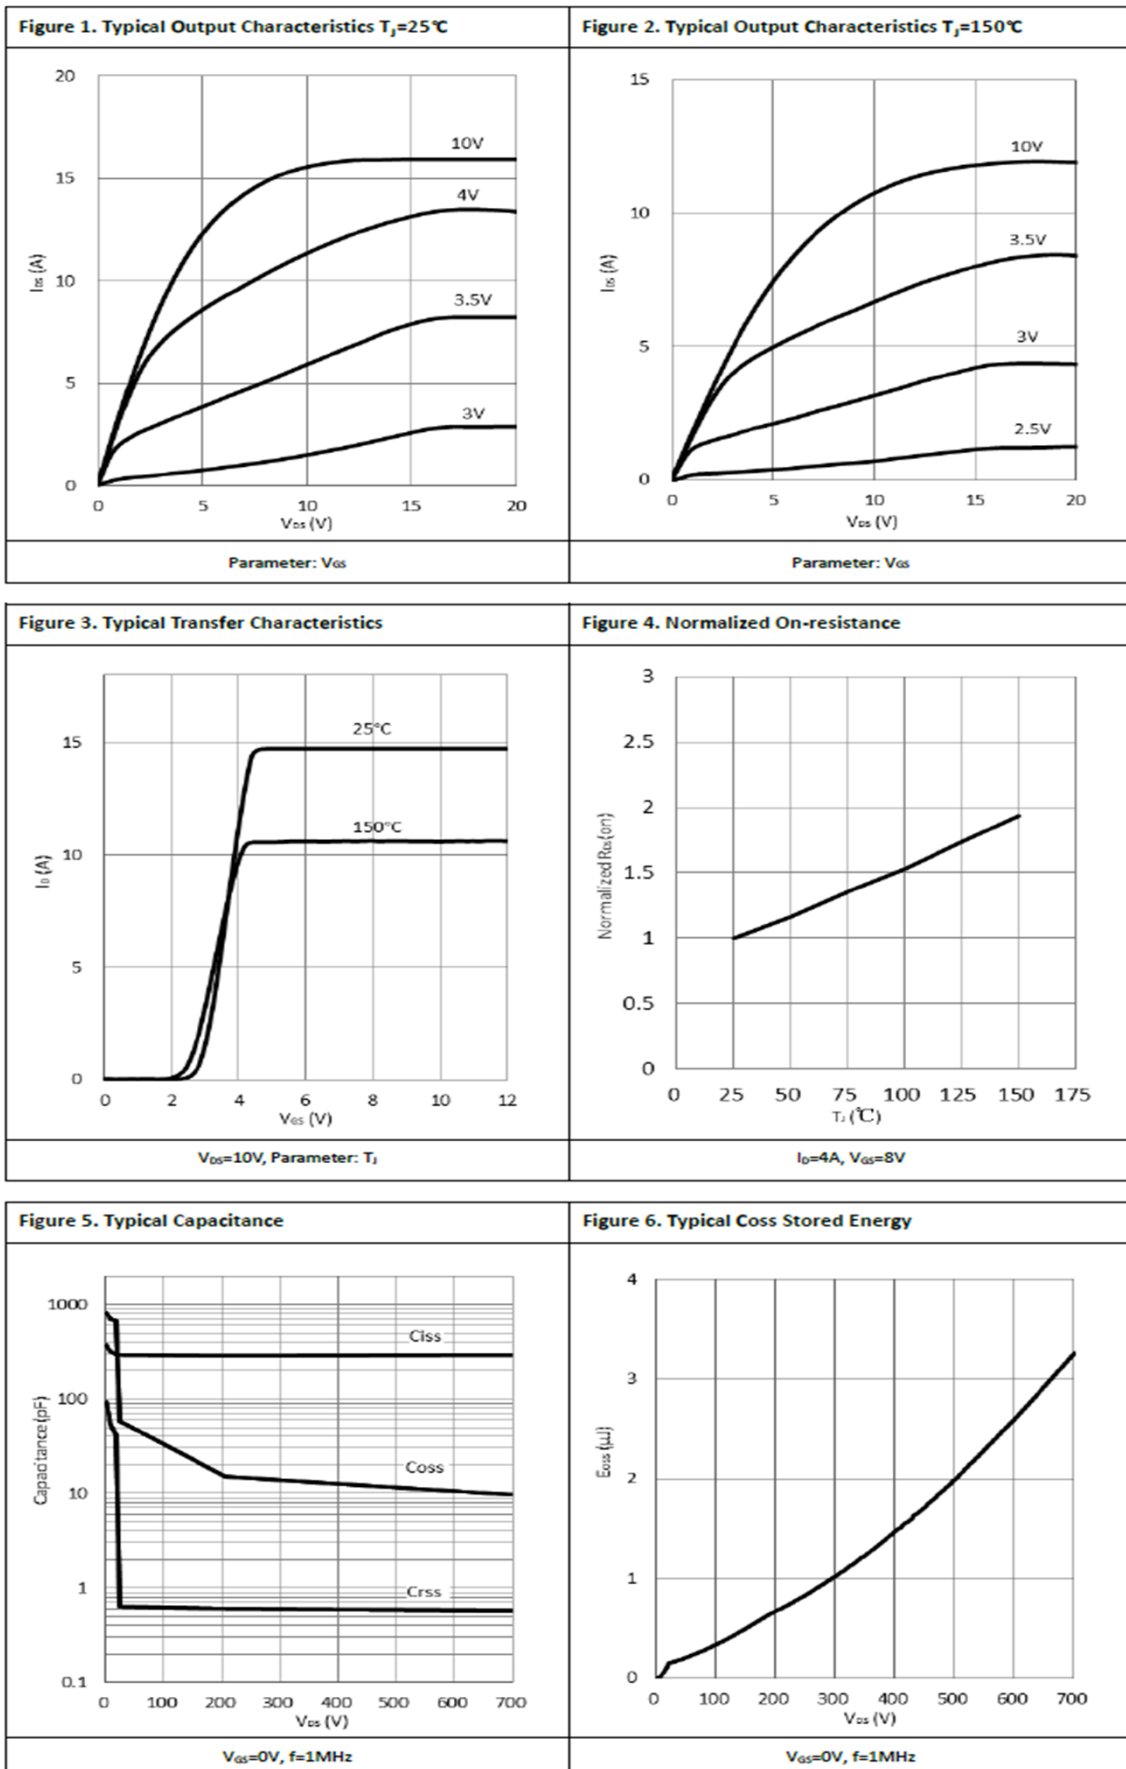 Figure 1. Typical Output Characteristics TJ=25℃
20
15
10
5
0
IDS (A)
10V
4V
3.5V
3V
0 5 10 15 20
VDS (V)
Parameter: VGS
Figure 2. Typical Output Characteristics TJ=150℃
15
10
5
0
IDS (A)
10V
3.5V
3V
2.5V
0 5 10 15 20
VDS (V)
Parameter: VGS
Figure 3. Typical Transfer Characteristics
15
10
5
0
ID (A)
25°C
150°C
0 2 4 6 8 10 12
VGS (V)
VDS=10V, Parameter: TJ
Figure 4. Normalized On-resistance
3
2.5
2
1.5
1
0.5
0
Normalized RDS(on)
0 25 50 75 100 125 150 175
TJ (℃)
ID=4A, VGS=8V
Figure 5. Typical Capacitance
1000
100
10
1
0.1
Capacitance (pF)
Ciss
Coss
Crss
0 100 200 300 400 500 600 700
VDS (V)
VGS=0V, f=1MHz
Figure 6. Typical Coss Stored Energy
4
3
2
1
0
Eoss (μJ)
0 100 200 300 400 500 600 700
VDS (V)
VGS=0V, f=1MHz